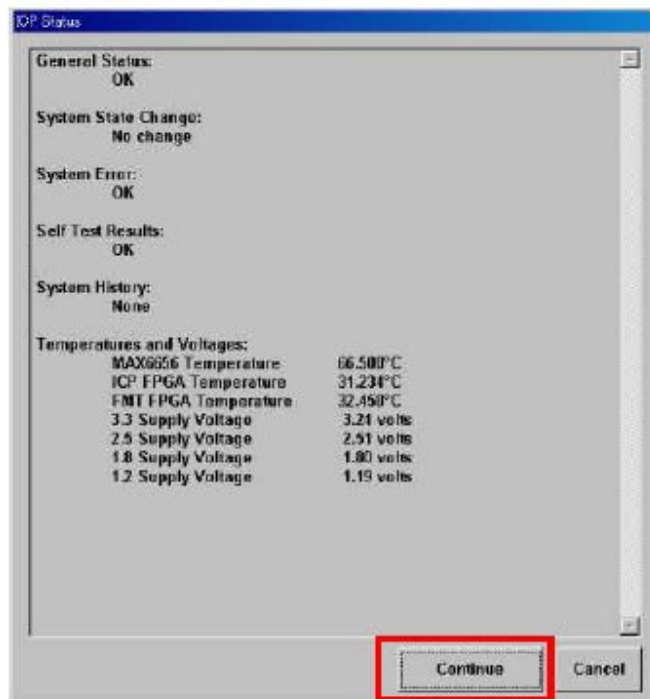 IOP Status
General Status:
OK
System State Change:
No change
System Error:
OK
Self Test Results:
OK
System History:
None
Temperatures and Voltages:
MAX6656 Temperature 66.500°C
ICP FPGA Temperature 31.234°C
FMT FPGA Temperature 32.450°C
3.3 Supply Voltage 3.21 volts
2.5 Supply Voltage 2.51 volts
1.8 Supply Voltage 1.80 volts
1.2 Supply Voltage 1.19 volts
Continue Cancel